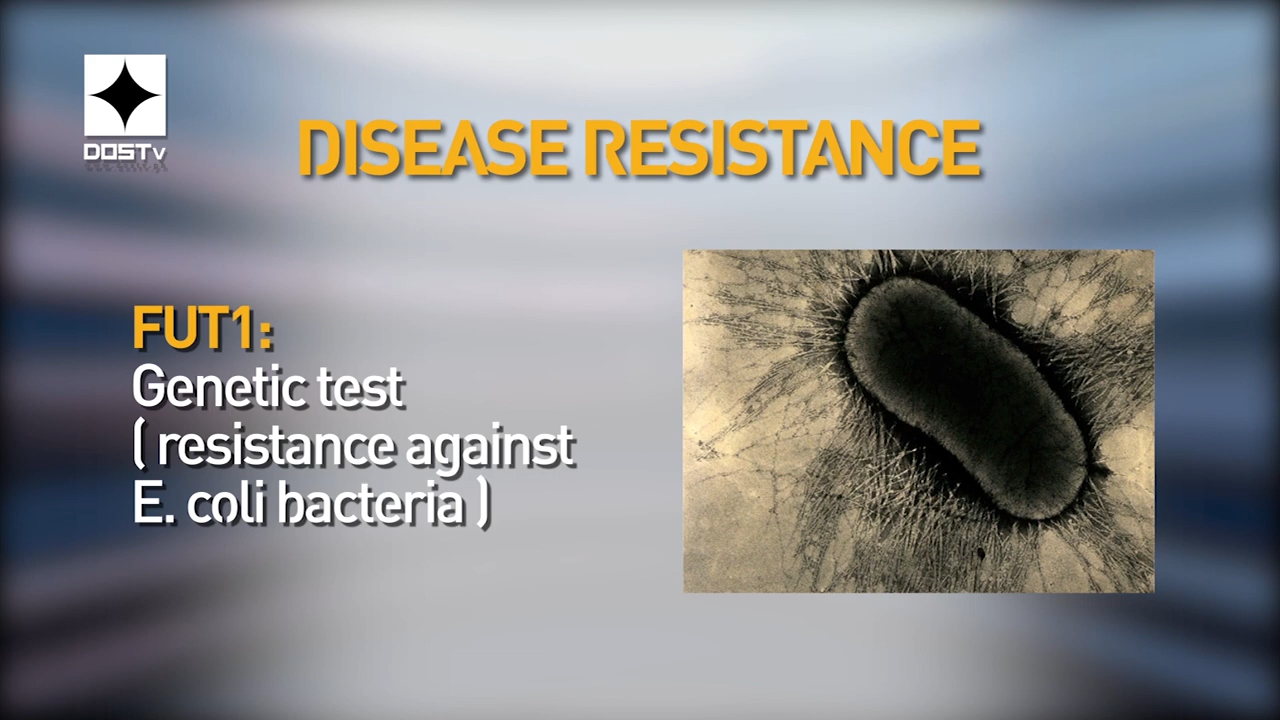 DOSTv
DISEASE RESISTANCE
FUT1:
Genetic test
( resistance against
E. coli bacteria )